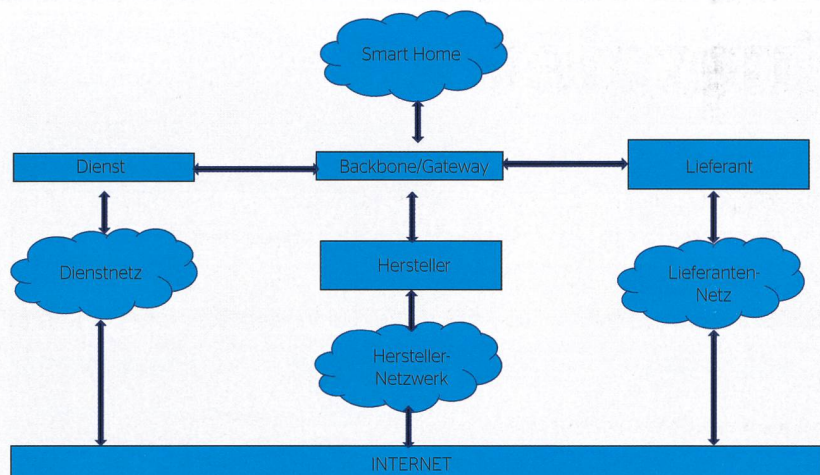 Smart Home
Dienst
Backbone/Gateway
Lieferant
Dienstnetz
Hersteller
Lieferanten-
Netz
Hersteller-
Netzwerk
INTERNET